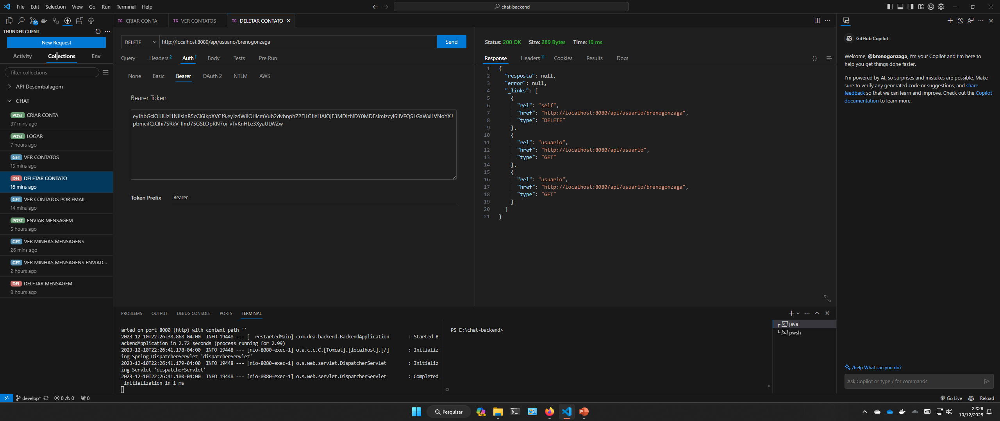 File Edit Selection View Go Run Terminal Help
chat-backend
26
THUNDER CLIENT
New Request
Activity Collections Env
filter collections
API Desembalagem
CHAT
POST CRIAR CONTA
37 mins ago
POST LOGAR
7 hours ago
GET VER CONTATOS
15 mins ago
DEL DELETAR CONTATO
16 mins ago
GET VER CONTATOS POR EMAIL
14 mins ago
POST ENVIAR MENSAGEM
5 hours ago
GET VER MINHAS MENSAGENS
26 mins ago
GET VER MINHAS MENSAGENS ENVIAD...
2 hours ago
DEL DELETAR MENSAGEM
8 hours ago
TC CRIAR CONTA TC VER CONTATOS TC DELETAR CONTATO
DELETE http://localhost:8080/api/usuario/brenogonzaga Send
Query Headers 2 Auth 1 Body Tests Pre Run
None Basic Bearer OAuth 2 NTLM AWS
Bearer Token
Token Prefix Bearer
Status: 200 OK Size: 289 Bytes Time: 19 ms
Response Headers 11 Cookies Results Docs { }
1 {
2 "resposta": null,
3 "error": null,
4 "_links": [
5 {
6 "rel": "self",
7 "href": "http://localhost:8080/api/usuario/brenogonzaga",
8 "type": "DELETE"
9 },
10 {
11 "rel": "usuario",
12 "href": "http://localhost:8080/api/usuario",
13 "type": "GET"
14 },
15 {
16 "rel": "usuario",
17 "href": "http://localhost:8080/api/usuario/brenogonzaga",
18 "type": "GET"
19 }
20 ]
21 }
PROBLEMS OUTPUT DEBUG CONSOLE PORTS TERMINAL
arted on port 8080 (http) with context path ''
2023-12-10T22:26:38.868-04:00 INFO 19448 --- [ restartedMain] com.dra.backend.BackendApplication : Started B
ackendApplication in 2.72 seconds (process running for 2.99)
2023-12-10T22:26:41.178-04:00 INFO 19448 --- [nio-8080-exec-1] o.a.c.c.C.[Tomcat].[localhost].[/] : Initializ
ing Spring DispatcherServlet 'dispatcherServlet'
2023-12-10T22:26:41.179-04:00 INFO 19448 --- [nio-8080-exec-1] o.s.web.servlet.DispatcherServlet : Initializ
ing Servlet 'dispatcherServlet'
2023-12-10T22:26:41.180-04:00 INFO 19448 --- [nio-8080-exec-1] o.s.web.servlet.DispatcherServlet : Completed
initialization in 1 ms
PS E:\chat-backend>
java
pwsh
GitHub Copilot
Welcome, @brenogonzaga, I'm your Copilot and I'm here to
help you get things done faster.
I'm powered by AI, so surprises and mistakes are possible. Make
sure to verify any generated code or suggestions, and share
feedback so that we can learn and improve. Check out the Copilot
documentation to learn more.
/help What can you do?
Ask Copilot or type / for commands
develop* 0 0 0
Go Live Reload
Pesquisar
PRE
22:28
10/12/2023